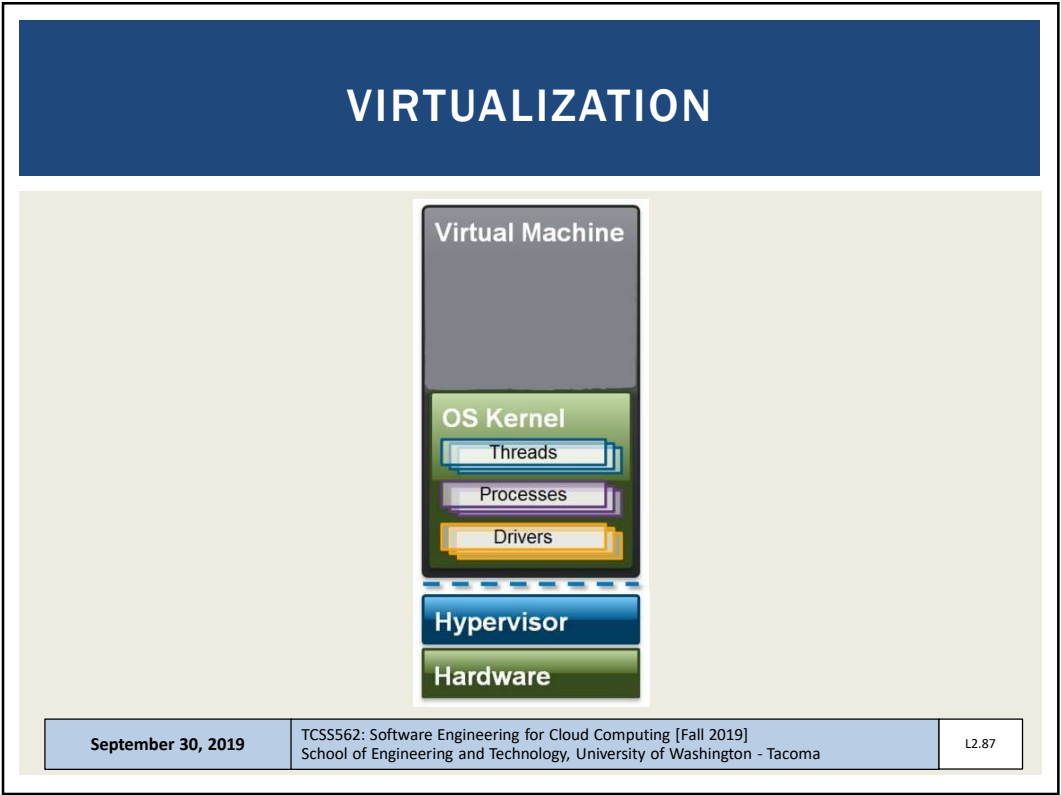 VIRTUALIZATION
Virtual Machine
OS Kernel
Threads
Processes
Drivers
Hypervisor
Hardware
September 30, 2019
TCSS562: Software Engineering for Cloud Computing [Fall 2019]
School of Engineering and Technology, University of Washington - Tacoma
L2.87